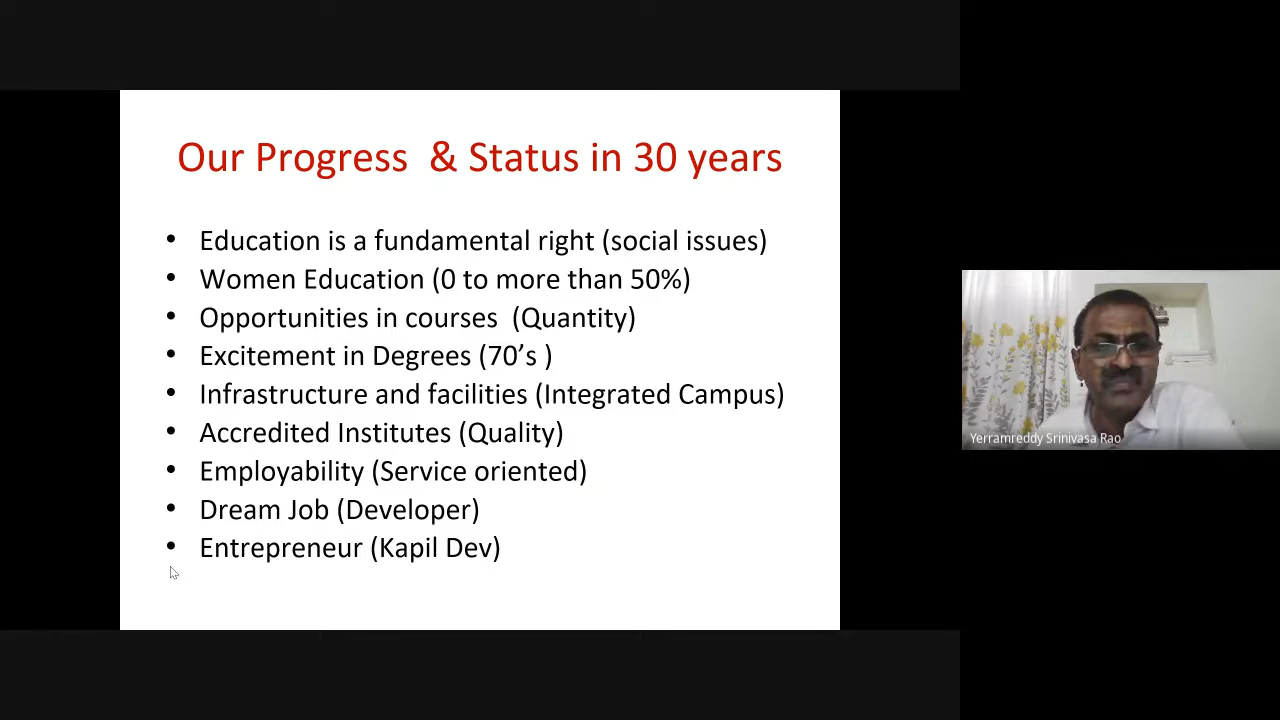 Our Progress & Status in 30 years
• Education is a fundamental right (social issues)
• Women Education (0 to more than 50%)
• Opportunities in courses (Quantity)
• Excitement in Degrees (70’s )
• Infrastructure and facilities (Integrated Campus)
• Accredited Institutes (Quality)
• Employability (Service oriented)
• Dream Job (Developer)
• Entrepreneur (Kapil Dev)
Yerramreddy Srinivasa Rao